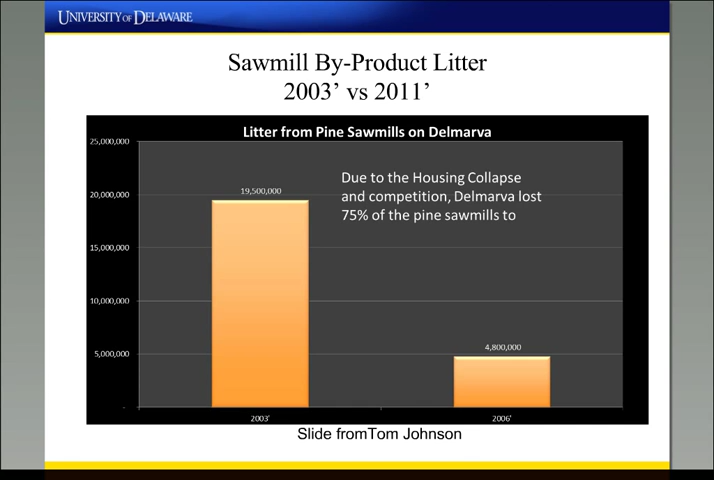 UNIVERSITY OF DELAWARE
Sawmill By-Product Litter
2003’ vs 2011’
Litter from Pine Sawmills on Delmarva
25,000,000
20,000,000
15,000,000
10,000,000
5,000,000
-
19,500,000
Due to the Housing Collapse
and competition, Delmarva lost
75% of the pine sawmills to
4,800,000
2003'
2006'
Slide fromTom Johnson